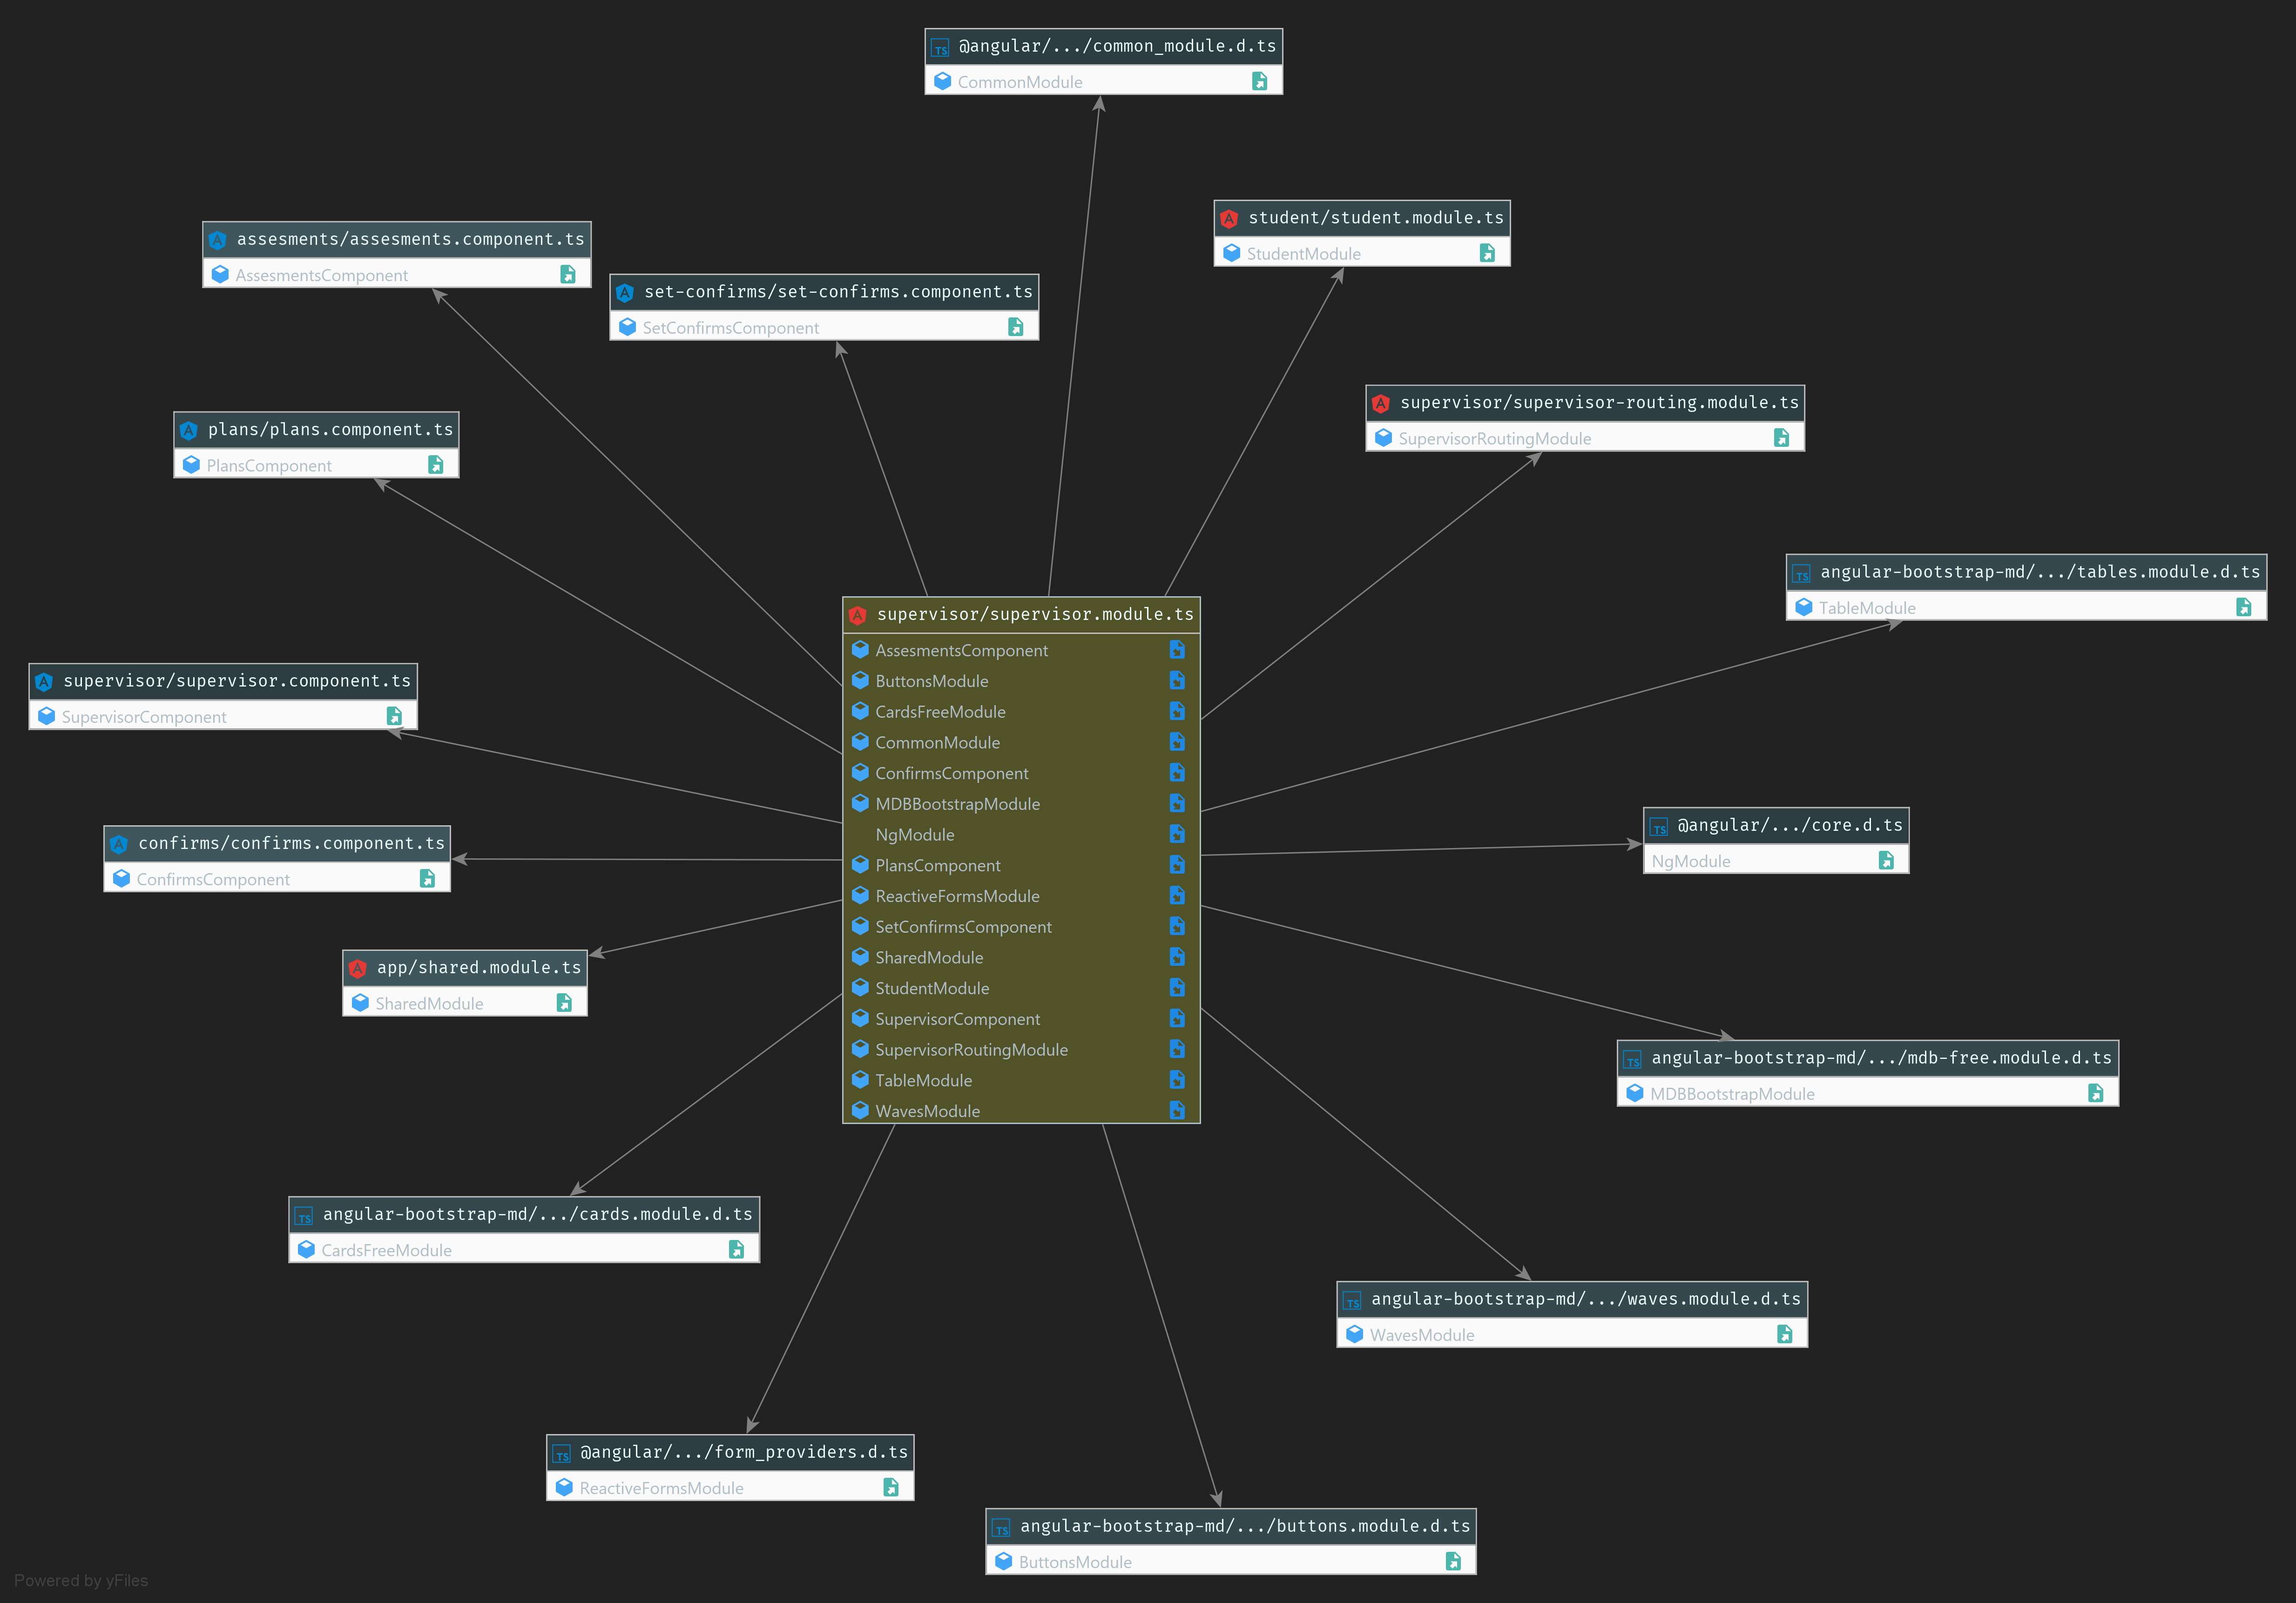 @angular/.../common_module.d.ts
CommonModule
student/student.module.ts
StudentModule
assesments/assesments.component.ts
AssesmentsComponent
set-confirms/set-confirms.component.ts
SetConfirmsComponent
supervisor/supervisor-routing.module.ts
SupervisorRoutingModule
plans/plans.component.ts
PlansComponent
angular-bootstrap-md/.../tables.module.d.ts
TableModule
supervisor/supervisor.module.ts
AssesmentsComponent
ButtonsModule
CardsFreeModule
CommonModule
ConfirmsComponent
MDBBootstrapModule
NgModule
PlansComponent
ReactiveFormsModule
SetConfirmsComponent
SharedModule
StudentModule
SupervisorComponent
SupervisorRoutingModule
TableModule
WavesModule
supervisor/supervisor.component.ts
SupervisorComponent
@angular/.../core.d.ts
NgModule
confirms/confirms.component.ts
ConfirmsComponent
app/shared.module.ts
SharedModule
angular-bootstrap-md/.../mdb-free.module.d.ts
MDBBootstrapModule
angular-bootstrap-md/.../cards.module.d.ts
CardsFreeModule
angular-bootstrap-md/.../waves.module.d.ts
WavesModule
@angular/.../form_providers.d.ts
ReactiveFormsModule
angular-bootstrap-md/.../buttons.module.d.ts
ButtonsModule
Powered by yFiles